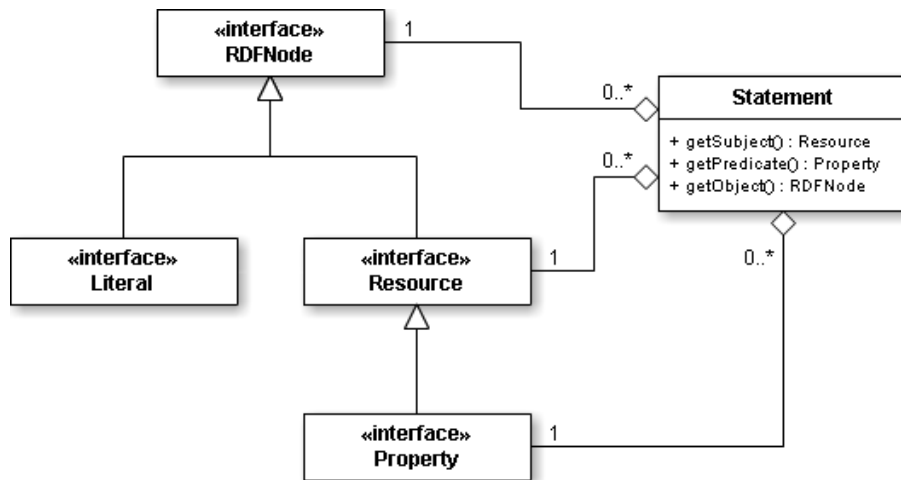 «interface»
RDFNode
1
0..*
Statement
+ getSubject() : Resource
+ getPredicate() : Property
+ getObject() : RDFNode
0..*
«interface»
Literal
«interface»
Resource
1
0..*
«interface»
Property
1